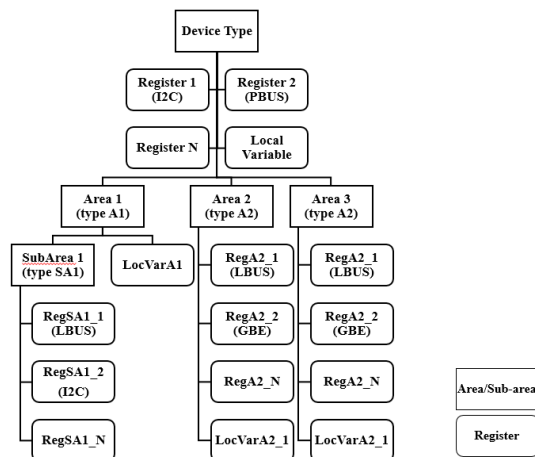 Device Type
Register 1
(I2C)
Register 2
(PBUS)
Register N
Local
Variable
Area 1
(type A1)
Area 2
(type A2)
Area 3
(type A2)
SubArea 1
(type SA1)
LocVarA1
RegA2_1
(LBUS)
RegA2_1
(LBUS)
RegSA1_1
(LBUS)
RegA2_2
(GBE)
RegA2_2
(GBE)
RegSA1_2
(I2C)
RegA2_N
RegA2_N
RegSA1_N
LocVarA2_1
LocVarA2_1
Area/Sub-area
Register